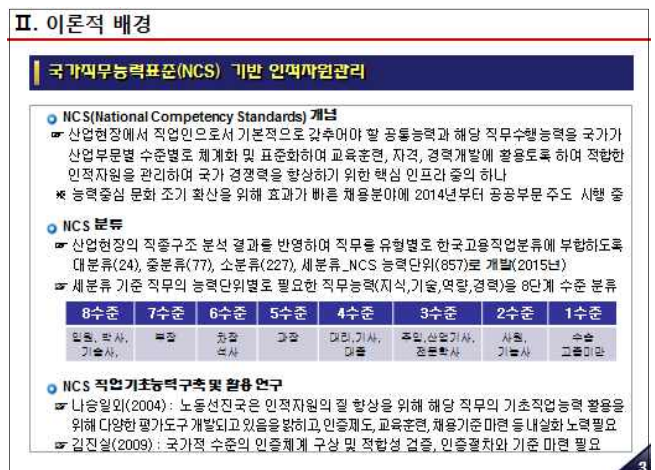 Ⅱ. 이론적 배경
국가직무능력표준(NCS) 기반 인적자원관리
NCS(National Competency Standards) 개념
☞ 산업현장에서 직업인으로서 기본적으로 갖추어야 할 공통능력과 해당 직무수행능력을 국가가
산업부문별 수준별로 체계화 및 표준화하여 교육훈련, 자격, 경력개발에 활용토록 하여 적합한
인적자원을 관리하여 국가 경쟁력을 향상하기 위한 핵심 인프라 중의 하나
※ 능력중심 문화 조기 확산을 위해 효과가 빠른 채용분야에 2014년부터 공공부문 주도 시행 중
NCS 분류
☞ 산업현장의 직종구조 분석 결과를 반영하여 직무를 유형별로 한국고용직업분류에 부합하도록
대분류(24), 중분류(77), 소분류(227), 세분류_NCS 능력단위(857)로 개발(2015년)
☞ 세분류 기준 직무의 능력단위별로 필요한 직무능력(지식,기술,역량,경력)을 8단계 수준 분류
8수준 7수준 6수준 5수준 4수준 3수준 2수준 1수준
임원, 박사, 부장 차장 과장 대리,기사, 주임,산업기사, 사원, 수습
기술사, 석사 대졸 전문학사 기능사 고졸미만
NCS 직업기초능력구축 및 활용 연구
☞ 나승일외(2004) : 노동선진국은 인적자원의 질 향상을 위해 해당 직무의 기초직업능력 활용을
위해 다양한 평가도구 개발되고 있음을 밝히고, 인증제도, 교육훈련, 채용기준 마련 등 내실화 노력 필요
☞ 김진실(2009) : 국가적 수준의 인증체계 구상 및 적합성 검증, 인증절차와 기준 마련 필요
3